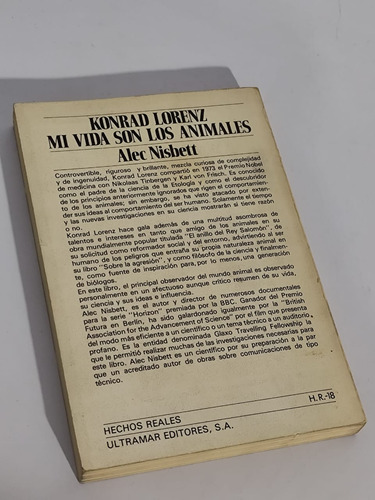 KONRAD LORENZ
MI VIDA SON LOS ANIMALES
Alec Nisbett
Controvertible, riguroso y brillante, mezcla curiosa de complejidad
y de ingenuidad, Konrad Lorenz compartió en 1973 el Premio Nobel
de medicina con Nikolaas Tinbergen y Karl von Frisch. Es conocido
como el padre de la ciencia de la Etología y como el descubridor
de los principios anteriormente ignorados que rigen el comportamien-
to de los animales; sin embargo, se ha visto atacado por exten-
der sus ideas al comportamiento del ser humano. Solamente el tiempo
y las nuevas investigaciones en su ciencia mostrarán si tiene razón
o no.
Konrad Lorenz hace gala además de una multitud asombrosa de
talentos e intereses en tanto que amigo de los animales en su
obra mundialmente popular titulada "El anillo del Rey Salomón", de
su solicitud como reformador social y del entorno, advirtiendo al ser
humano de los peligros que entraña su propia naturaleza animal en
su libro "Sobre la agresión", y como filósofo de la ciencia y finalmen-
te, como fuente de inspiración para, por lo menos, una generación
de biólogos.
En este libro, el principal observador del mundo animal es observado
personalmente en un afectuoso aunque crítico resumen de su vida,
su ciencia y sus ideas e influencia.
Alec Nisbett, es el autor y director de numerosos documentales
para la serie "Horizon" premiada por la BBC. Ganador del Premio
Futura en Berlín, ha sido galardonado igualmente por la "British
Association for the Advancement of Science" por el film que presenta
del modo más eficiente a un científico o un tema técnico a un auditorio
profano. Es la entidad denominada Glaxo Travelling Fellowship la
que le permitió realizar muchas de las investigaciones necesarias para
este libro. Alec Nisbett es un científico por su preparación a la par
que un acreditado autor de obras sobre comunicaciones de tipo
técnico.
HECHOS REALES
H.R.-18
ULTRAMAR EDITORES, S.A.